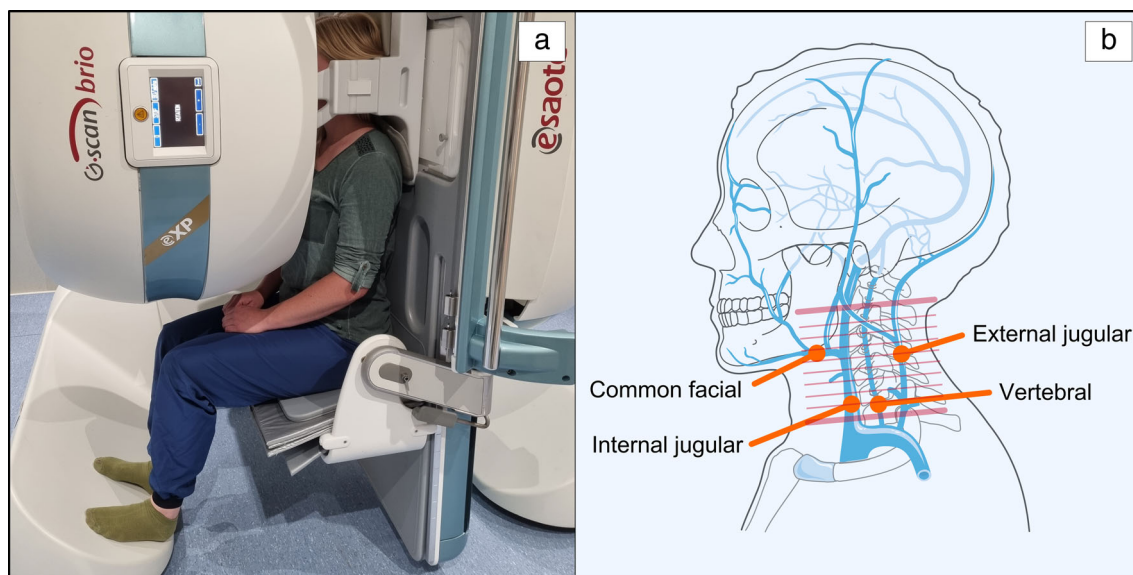 a
G-scan brio
eXP
esaote
b
External jugular
Common facial
Vertebral
Internal jugular